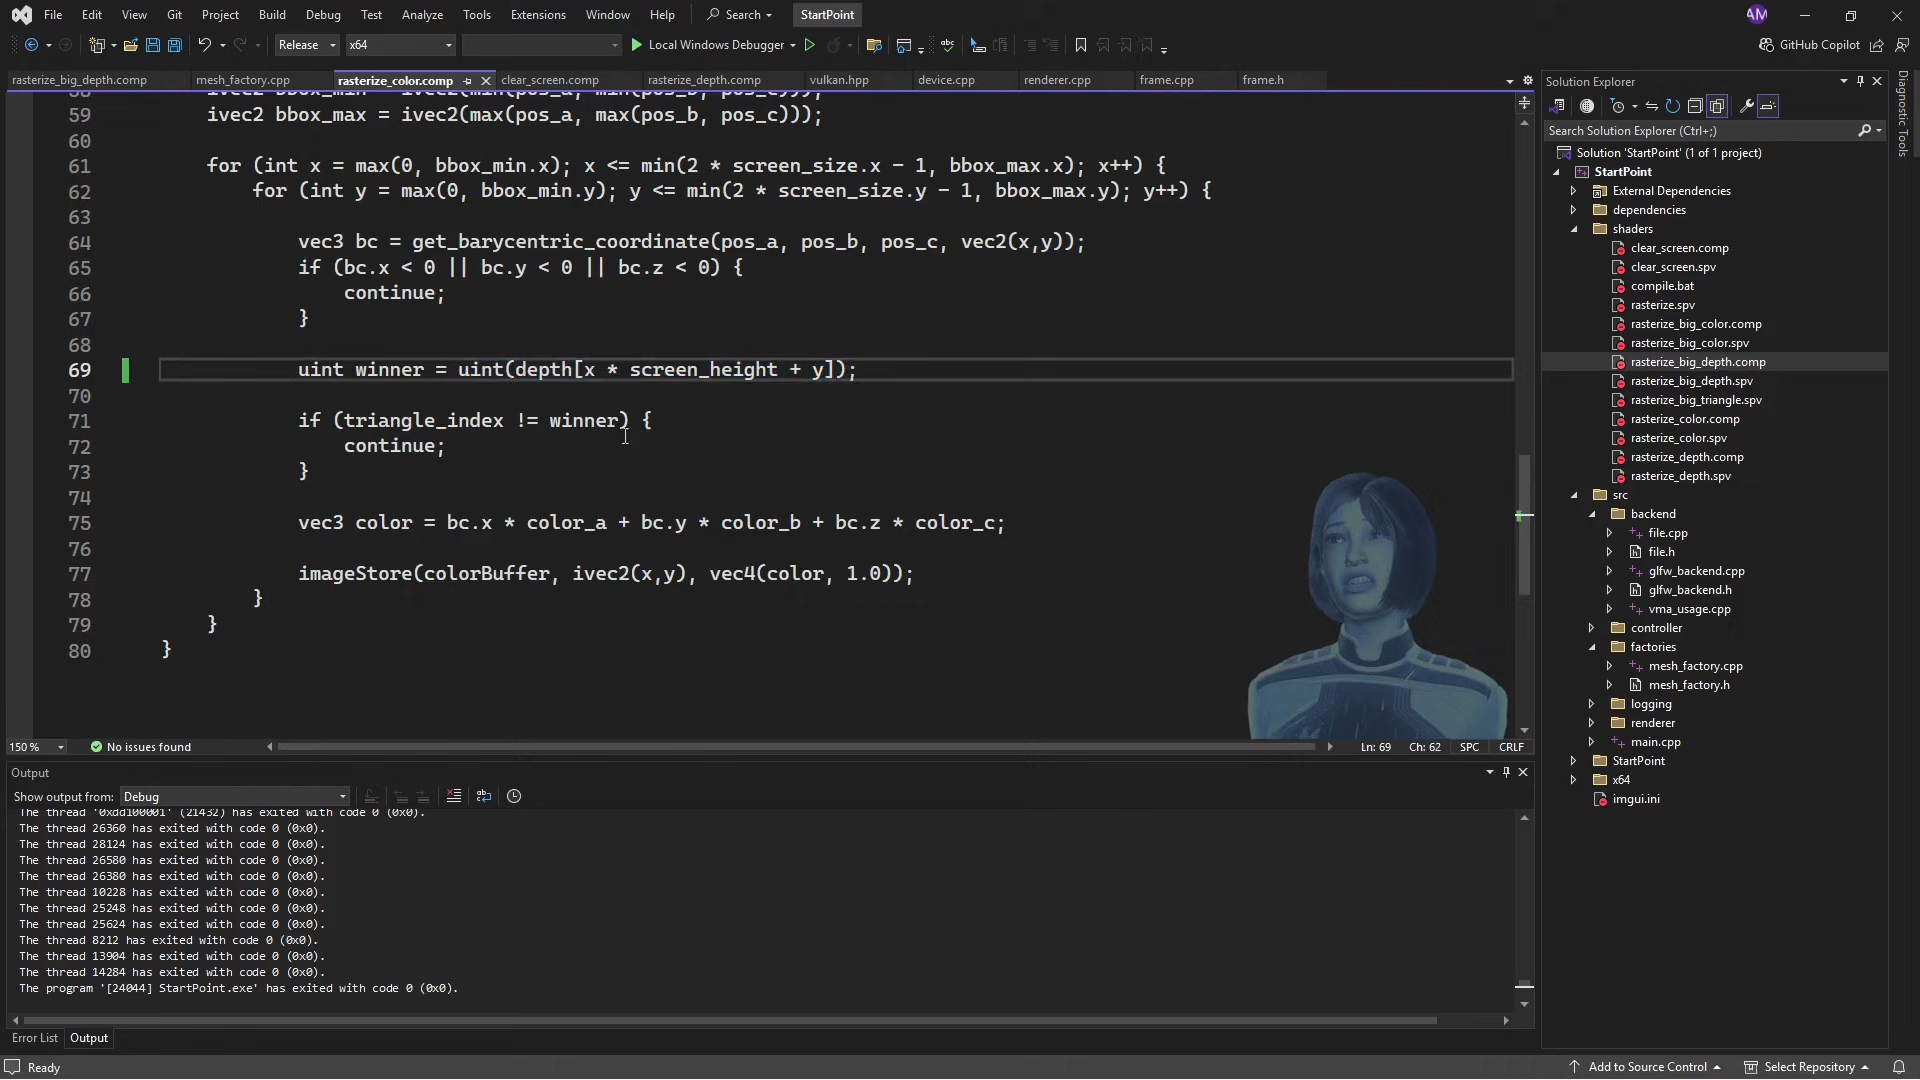 File Edit View Git Project Build Debug Test Analyze Tools Extensions Window Help Search StartPoint AM
Release x64 Local Windows Debugger GitHub Copilot
rasterize_big_depth.comp mesh_factory.cpp rasterize_color.comp clear_screen.comp rasterize_depth.comp vulkan.hpp device.cpp renderer.cpp frame.cpp frame.h
59 ivec2 bbox_max = ivec2(max(pos_a, max(pos_b, pos_c)));
60
61 for (int x = max(0, bbox_min.x); x <= min(2 * screen_size.x - 1, bbox_max.x); x++) {
62 for (int y = max(0, bbox_min.y); y <= min(2 * screen_size.y - 1, bbox_max.y); y++) {
63
64 vec3 bc = get_barycentric_coordinate(pos_a, pos_b, pos_c, vec2(x,y));
65 if (bc.x < 0 || bc.y < 0 || bc.z < 0) {
66 continue;
67 }
68
69 uint winner = uint(depth[x * screen_height + y]);
70
71 if (triangle_index != winner) {
72 continue;
73 }
74
75 vec3 color = bc.x * color_a + bc.y * color_b + bc.z * color_c;
76
77 imageStore(colorBuffer, ivec2(x,y), vec4(color, 1.0));
78 }
79 }
80 }
150 % No issues found Ln: 69 Ch: 62 SPC CRLF
Output
Show output from: Debug
The thread '0xdd100001' (21432) has exited with code 0 (0x0).
The thread 26360 has exited with code 0 (0x0).
The thread 28124 has exited with code 0 (0x0).
The thread 26580 has exited with code 0 (0x0).
The thread 26380 has exited with code 0 (0x0).
The thread 10228 has exited with code 0 (0x0).
The thread 25248 has exited with code 0 (0x0).
The thread 25624 has exited with code 0 (0x0).
The thread 8212 has exited with code 0 (0x0).
The thread 13904 has exited with code 0 (0x0).
The thread 14284 has exited with code 0 (0x0).
The program '[24044] StartPoint.exe' has exited with code 0 (0x0).
Error List Output
Ready Add to Source Control Select Repository
Solution Explorer
Search Solution Explorer (Ctrl+;)
Solution 'StartPoint' (1 of 1 project)
StartPoint
External Dependencies
dependencies
shaders
clear_screen.comp
clear_screen.spv
compile.bat
rasterize.spv
rasterize_big_color.comp
rasterize_big_color.spv
rasterize_big_depth.comp
rasterize_big_depth.spv
rasterize_big_triangle.spv
rasterize_color.comp
rasterize_color.spv
rasterize_depth.comp
rasterize_depth.spv
src
backend
file.cpp
file.h
glfw_backend.cpp
glfw_backend.h
vma_usage.cpp
controller
factories
mesh_factory.cpp
mesh_factory.h
logging
renderer
main.cpp
StartPoint
x64
imgui.ini
Diagnostic Tools